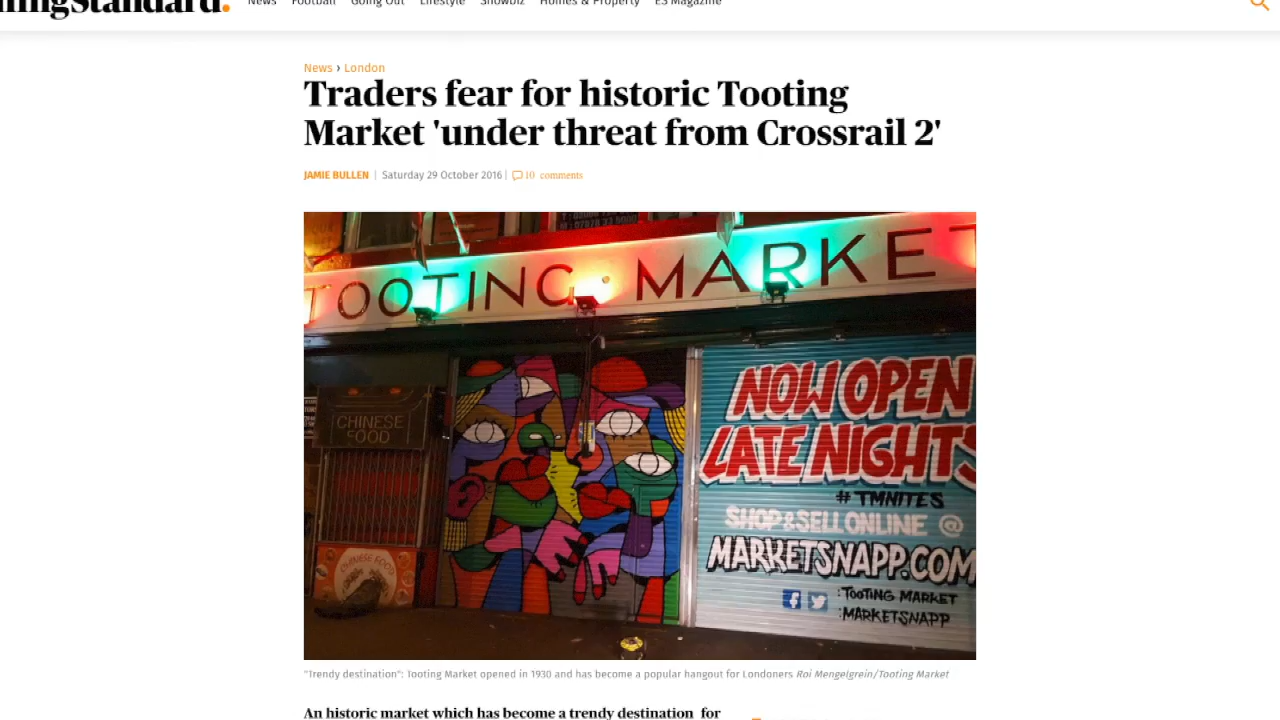 ingStandard.
News Football Going Out Lifestyle Showbiz Homes & Property ES Magazine
News › London
Traders fear for historic Tooting
Market 'under threat from Crossrail 2'
JAMIE BULLEN | Saturday 29 October 2016 | 10 comments
TOOTING · MARKET
CHINESE
FOOD
CHINESE FOOD
NOW OPEN
LATE NIGHTS
# TMNITES
SHOP & SELL ONLINE @
MARKETSNAPP.COM
: TOOTING MARKET
: MARKETSNAPP
"Trendy destination": Tooting Market opened in 1930 and has become a popular hangout for Londoners Roi Mengelgrein/Tooting Market
An historic market which has become a trendy destination for